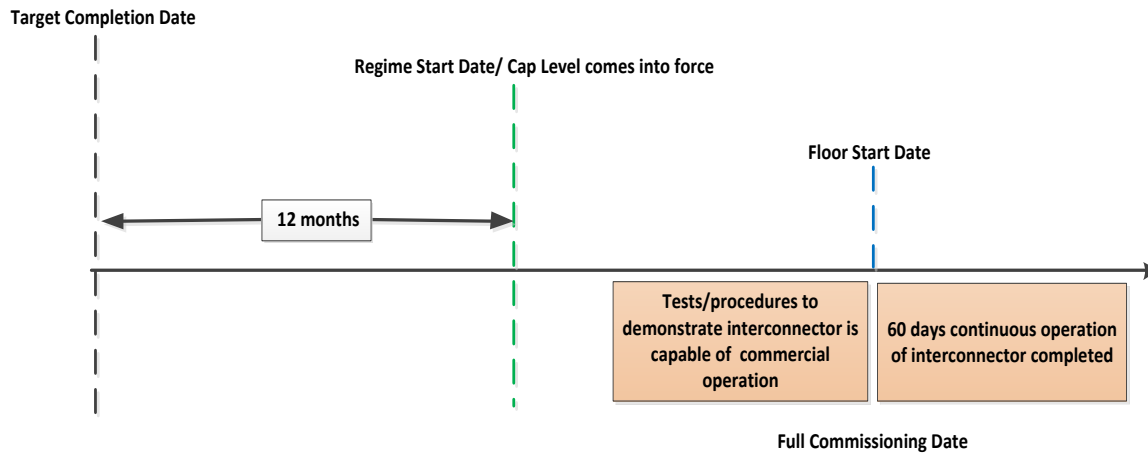 Target Completion Date
Regime Start Date/ Cap Level comes into force
Floor Start Date
12 months
Tests/procedures to
demonstrate interconnector is
capable of commercial
operation
60 days continuous operation
of interconnector completed
Full Commissioning Date